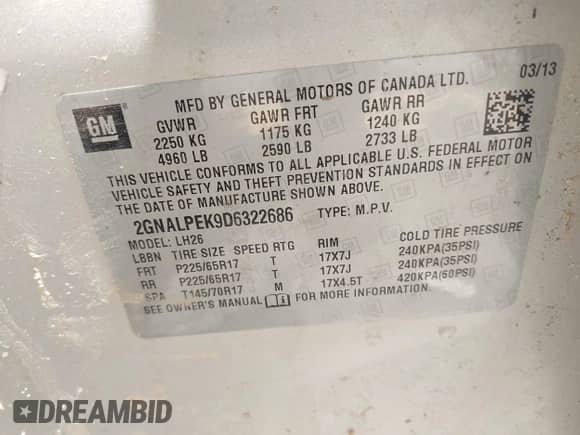 MFD BY GENERAL MOTORS OF CANADA LTD. 03/13
GM
GVWR GAWR FRT GAWR RR
2250 KG 1175 KG 1240 KG
4960 LB 2590 LB 2733 LB
THIS VEHICLE CONFORMS TO ALL APPLICABLE U.S. FEDERAL MOTOR
VEHICLE SAFETY AND THEFT PREVENTION STANDARDS IN EFFECT ON
THE DATE OF MANUFACTURE SHOWN ABOVE.
2GNALPEK9D6322686 TYPE: M.P.V.
MODEL: LH26
LBBN TIRE SIZE SPEED RTG RIM COLD TIRE PRESSURE
FRT P225/65R17 T 17X7J 240KPA(35PSI)
RR P225/65R17 T 17X7J 240KPA(35PSI)
SPA T145/70R17 M 17X4.5T 420KPA(60PSI)
SEE OWNER'S MANUAL FOR MORE INFORMATION.
DREAMBID